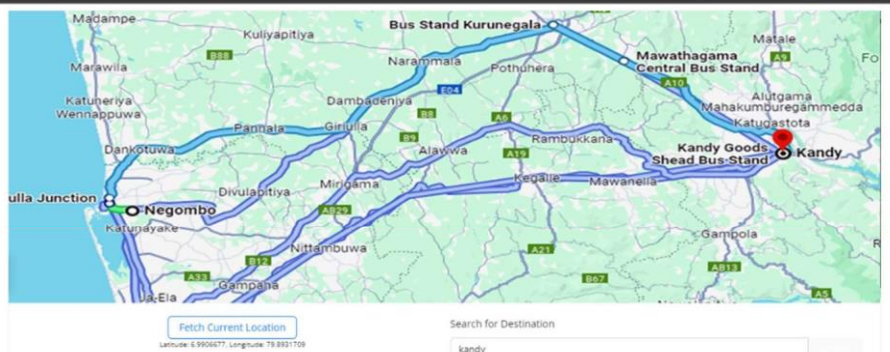 Madampe
Bus Stand Kurunegala
Kuliyapitiya
Matale
B88
Narammala
Mawathagama
Central Bus Stand
A9
Fo
Marawila
Pothuhera
A10
Katuneriya
Wennappuwa
Dambadeniya
E04
Alutgama
Mahakumburegammedda
Pannala
Giriulla
B8
A6
Katugastota
Dankotuwa
B9
Alawwa
Rambukkana
A19
Kandy Goods
Shead Bus Stand
Kandy
ulla Junction
Divulapitiya
Mirigama
Kegalle
Mawanella
Negombo
AB29
Katunayake
Nittambuwa
Gampola
R
B12
A21
AB13
A33
Gampaha
B67
Ja-Ela
A5
Fetch Current Location
Search for Destination
Latitude: 6.9906677, Longitude: 79.8931709
kandy